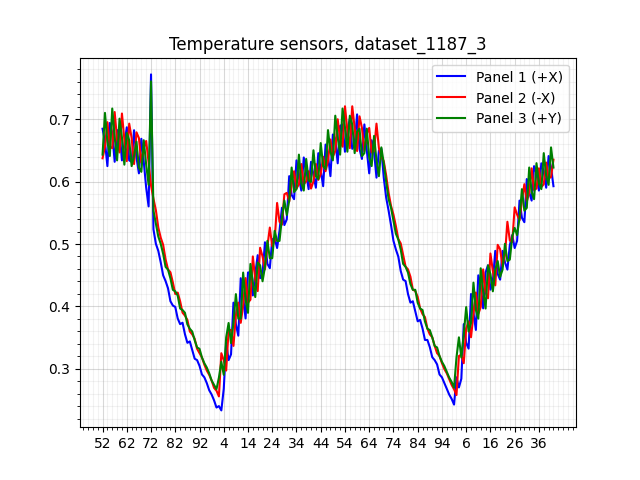 Temperature sensors, dataset_1187_3
Panel 1 (+X)
Panel 2 (-X)
Panel 3 (+Y)
0.7
0.6
0.5
0.4
0.3
52 62 72 82 92 4 14 24 34 44 54 64 74 84 94 6 16 26 36